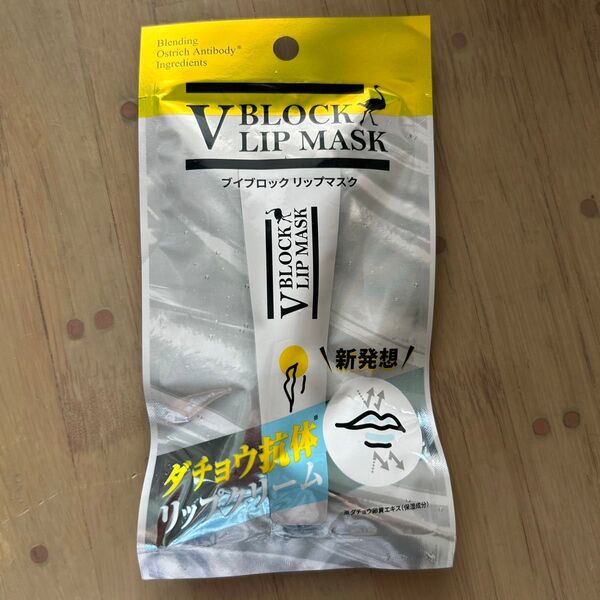 Blending
Ostrich Antibody※
Ingredients
V BLOCK
LIP MASK
ブイブロック リップマスク
V BLOCK
LIP MASK
新発想
ダチョウ抗体※
リップクリーム
※ダチョウ卵黄エキス（保湿成分）